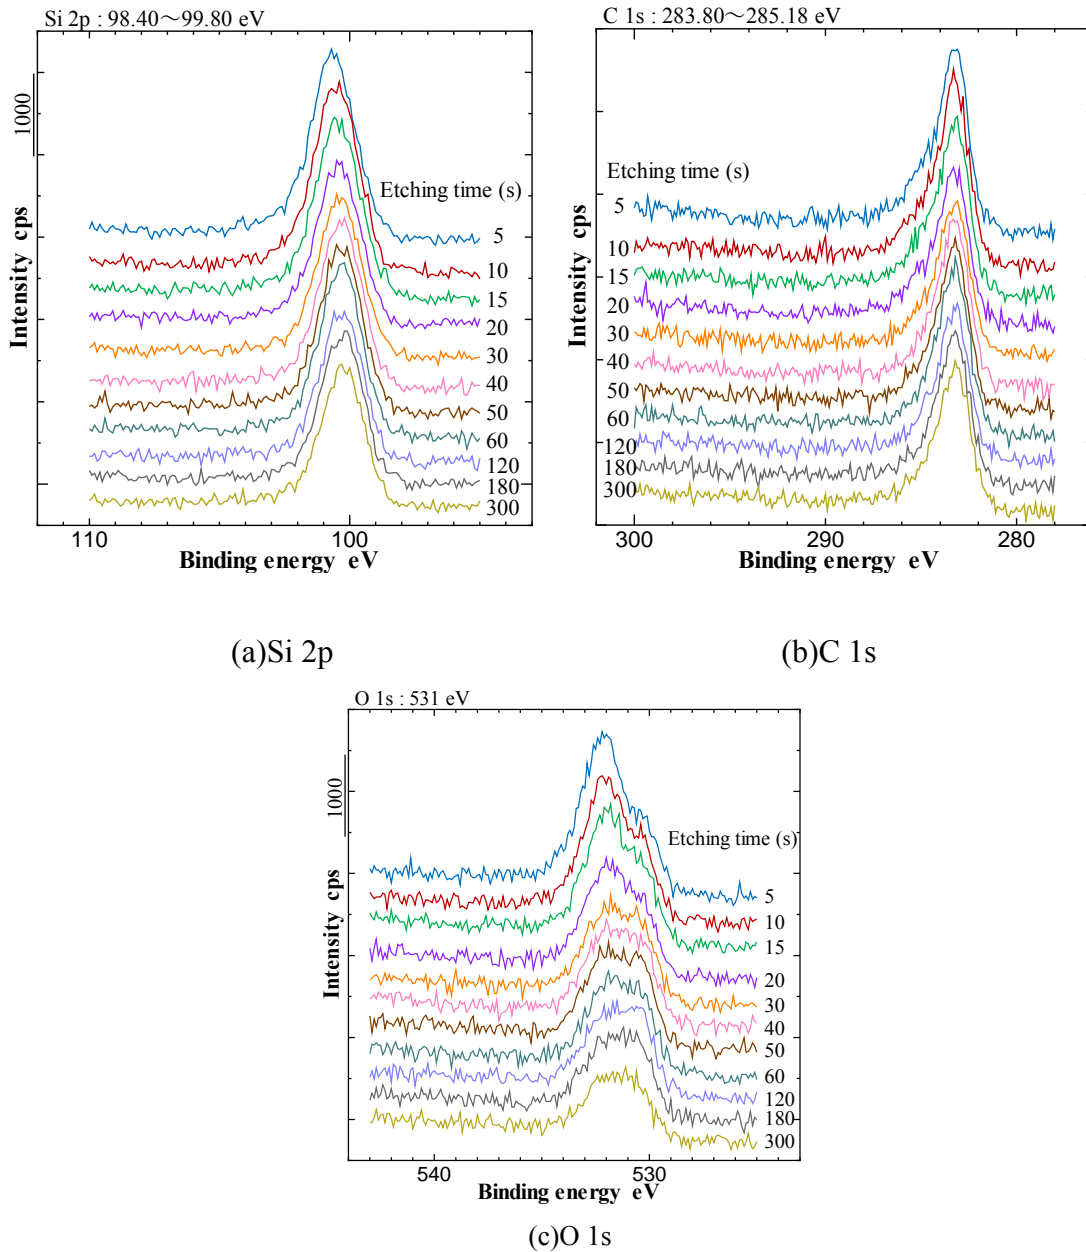 Si 2p : 98.40～99.80 eV
1000
Intensity cps
Etching time (s)
5
10
15
20
30
40
50
60
120
180
300
110
100
Binding energy eV
(a)Si 2p
C 1s : 283.80～285.18 eV
Intensity cps
Etching time (s)
5
10
15
20
30
40
50
60
120
180
300
300
290
280
Binding energy eV
(b)C 1s
O 1s : 531 eV
1000
Intensity cps
Etching time (s)
5
10
15
20
30
40
50
60
120
180
300
540
530
Binding energy eV
(c)O 1s